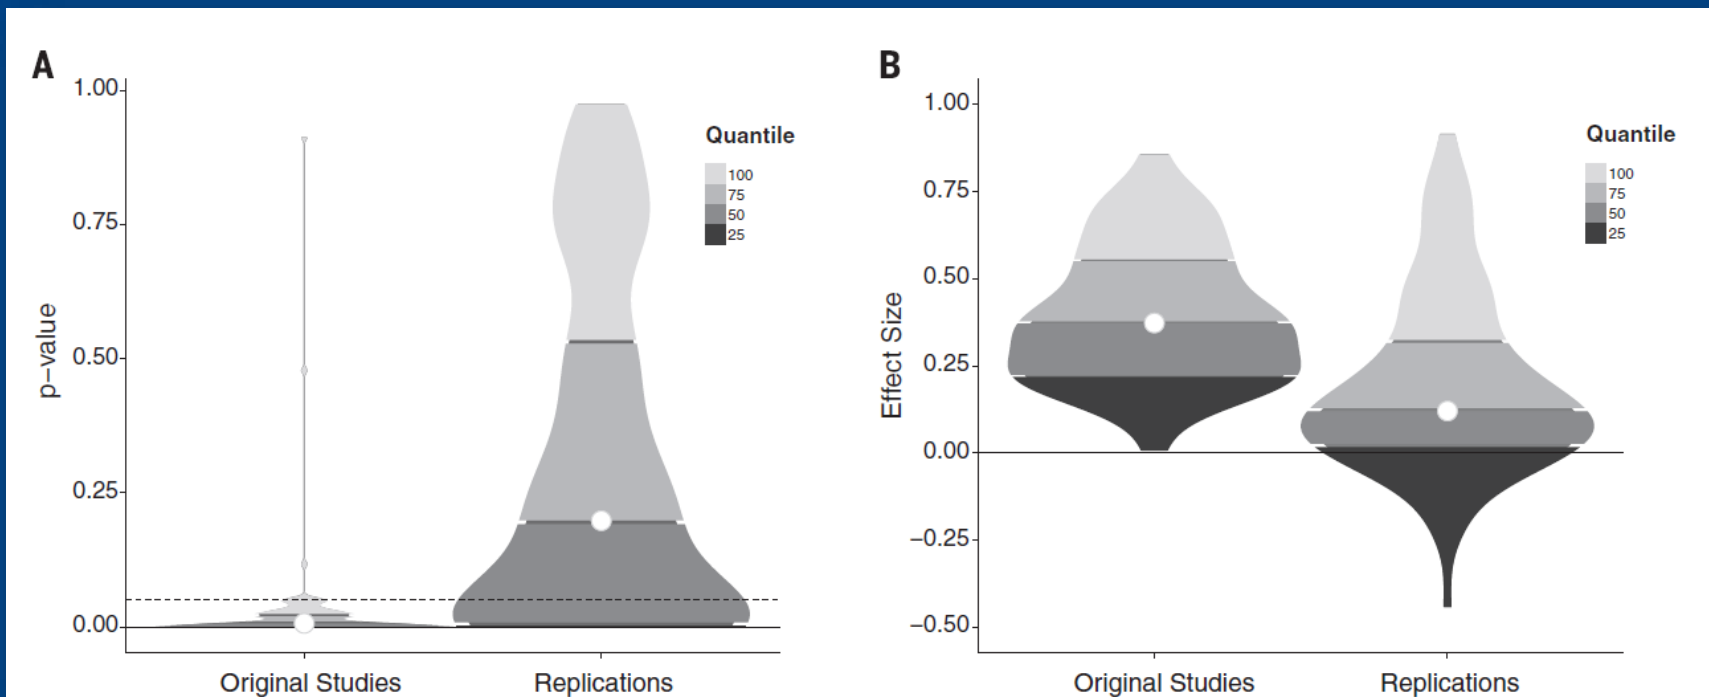 A
p−value
1.00
0.75
0.50
0.25
0.00
Quantile
100
75
50
25
Original Studies
Replications
B
Effect Size
1.00
0.75
0.50
0.25
0.00
−0.25
−0.50
Quantile
100
75
50
25
Original Studies
Replications